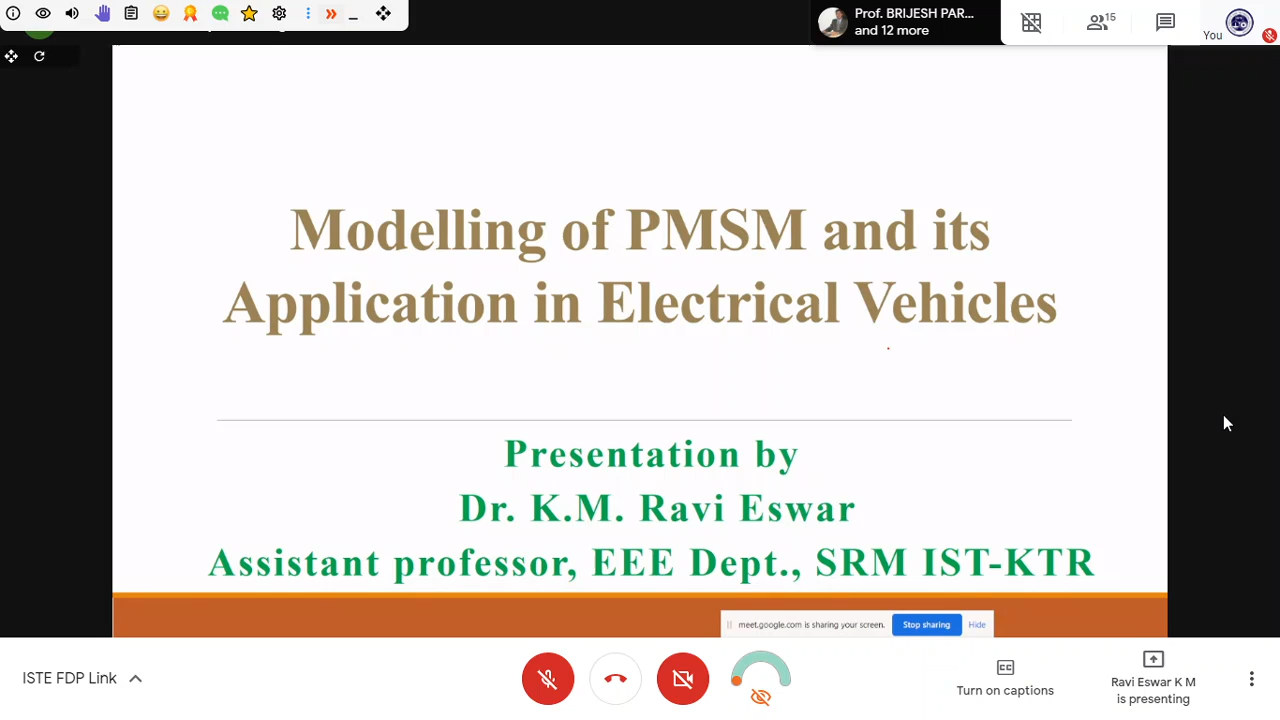 Prof. BRIJESH PAR...
and 12 more
15
You
Modelling of PMSM and its
Application in Electrical Vehicles
Presentation by
Dr. K.M. Ravi Eswar
Assistant professor, EEE Dept., SRM IST-KTR
meet.google.com is sharing your screen.
Stop sharing
Hide
ISTE FDP Link
CC
Turn on captions
Ravi Eswar K M
is presenting